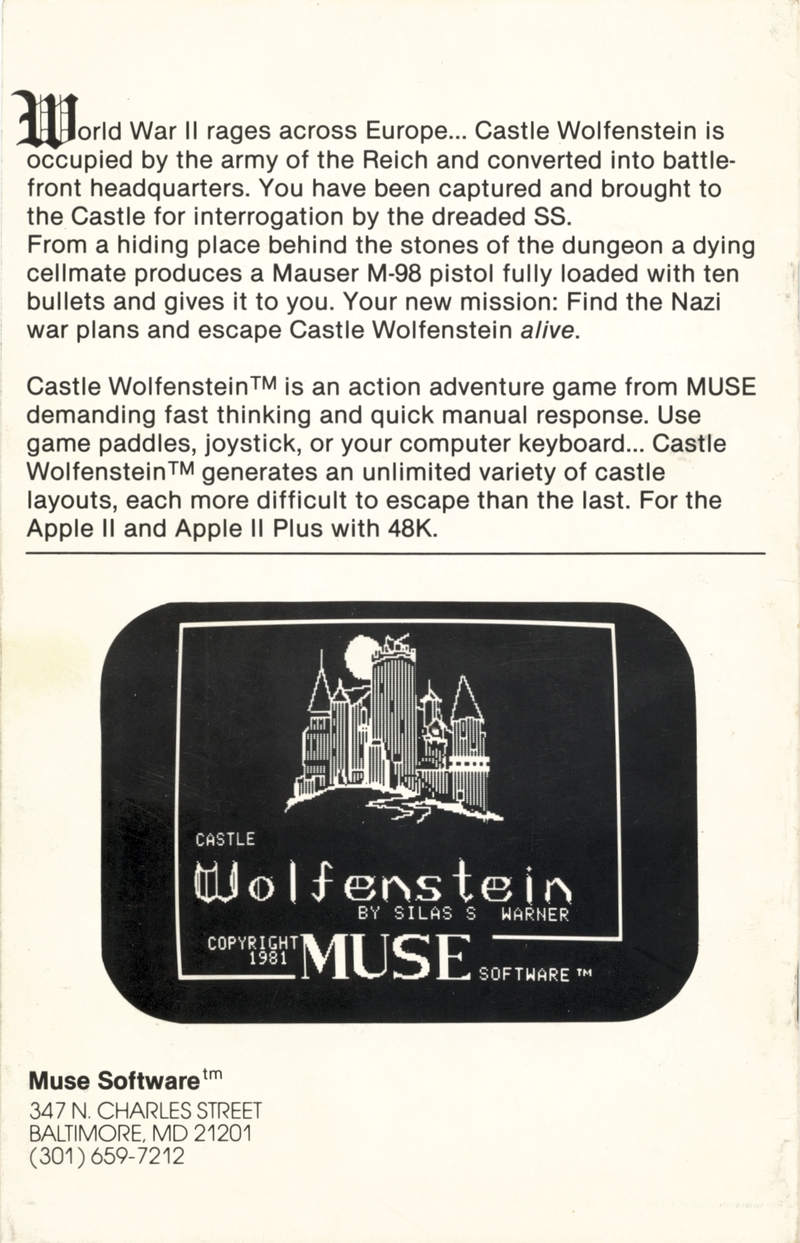 World War II rages across Europe... Castle Wolfenstein is
occupied by the army of the Reich and converted into battle-
front headquarters. You have been captured and brought to
the Castle for interrogation by the dreaded SS.
From a hiding place behind the stones of the dungeon a dying
cellmate produces a Mauser M-98 pistol fully loaded with ten
bullets and gives it to you. Your new mission: Find the Nazi
war plans and escape Castle Wolfenstein alive.
Castle Wolfenstein™ is an action adventure game from MUSE
demanding fast thinking and quick manual response. Use
game paddles, joystick, or your computer keyboard... Castle
Wolfenstein™ generates an unlimited variety of castle
layouts, each more difficult to escape than the last. For the
Apple II and Apple II Plus with 48K.
CASTLE
Wolfenstein
BY SILAS S WARNER
COPYRIGHT
1981
MUSE
SOFTWARE™
Muse Software™
347 N. CHARLES STREET
BALTIMORE, MD 21201
(301) 659-7212